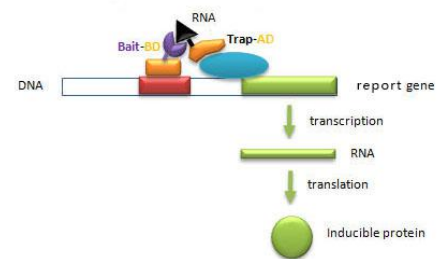 RNA
Bait-BD
Trap-AD
DNA
report gene
transcription
RNA
translation
Inducible protein